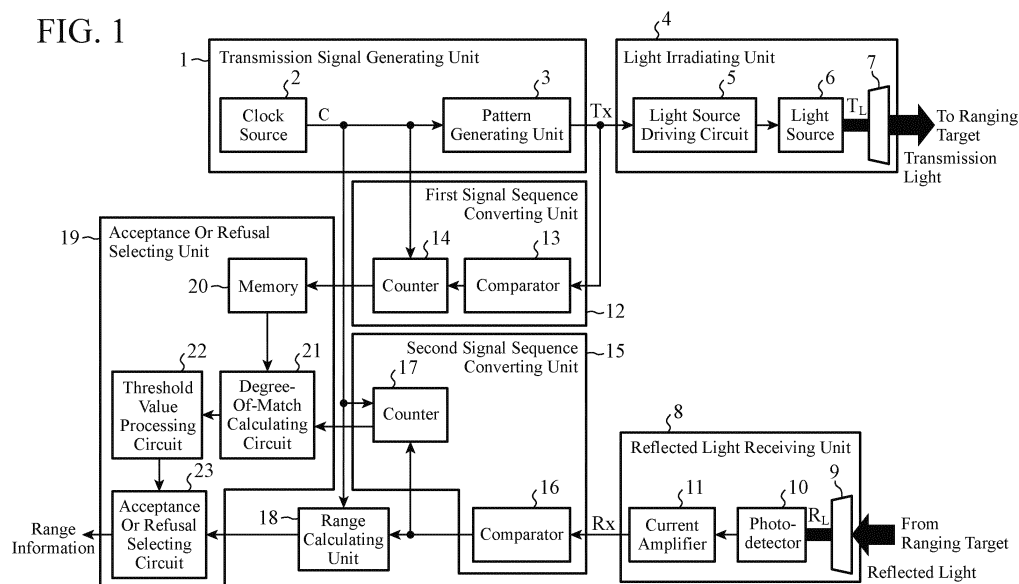 FIG. 1
1
Transmission Signal Generating Unit
2
Clock
Source
C
3
Pattern
Generating Unit
Tx
4
Light Irradiating Unit
5
Light Source
Driving Circuit
6
Light
Source
TL
7
To Ranging
Target
Transmission
Light
First Signal Sequence
Converting Unit
14
Counter
13
Comparator
12
19
Acceptance Or Refusal
Selecting Unit
20
Memory
22
Threshold
Value
Processing
Circuit
21
Degree-
Of-Match
Calculating
Circuit
Second Signal Sequence
Converting Unit
15
17
Counter
23
Acceptance
Or Refusal
Selecting
Circuit
Range
Information
18
Range
Calculating
Unit
16
Comparator
Rx
8
Reflected Light Receiving Unit
11
Current
Amplifier
10
Photo-
detector
RL
9
From
Ranging Target
Reflected Light